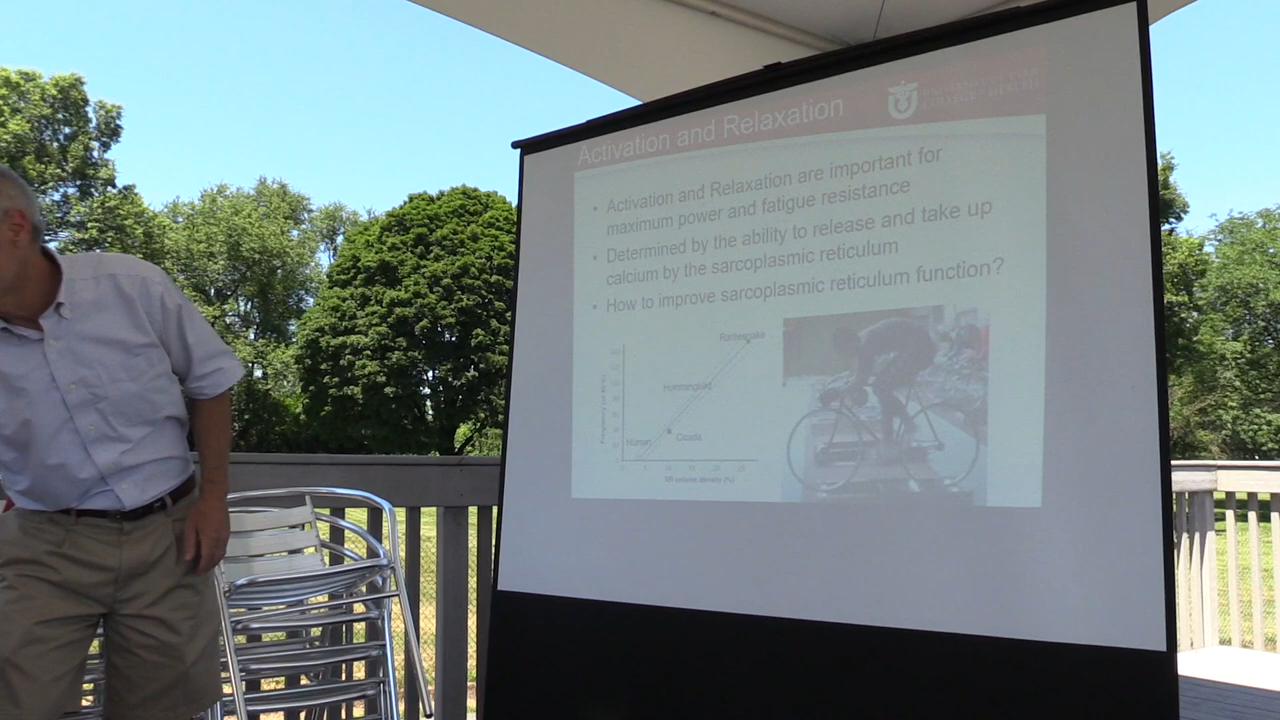 Activation and Relaxation
• Activation and Relaxation are important for
maximum power and fatigue resistance
• Determined by the ability to release and take up
calcium by the sarcoplasmic reticulum
• How to improve sarcoplasmic reticulum function?
Rattlesnake
Hummingbird
Human
Cicada
SR volume density (%)